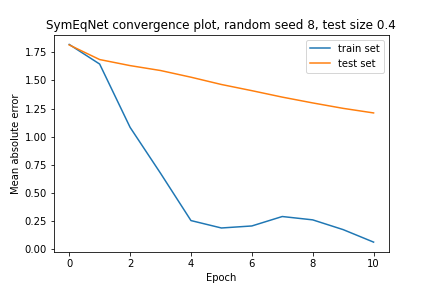 SymEqNet convergence plot, random seed 8, test size 0.4
train set
test set
Mean absolute error
1.75
1.50
1.25
1.00
0.75
0.50
0.25
0.00
0 2 4 6 8 10
Epoch